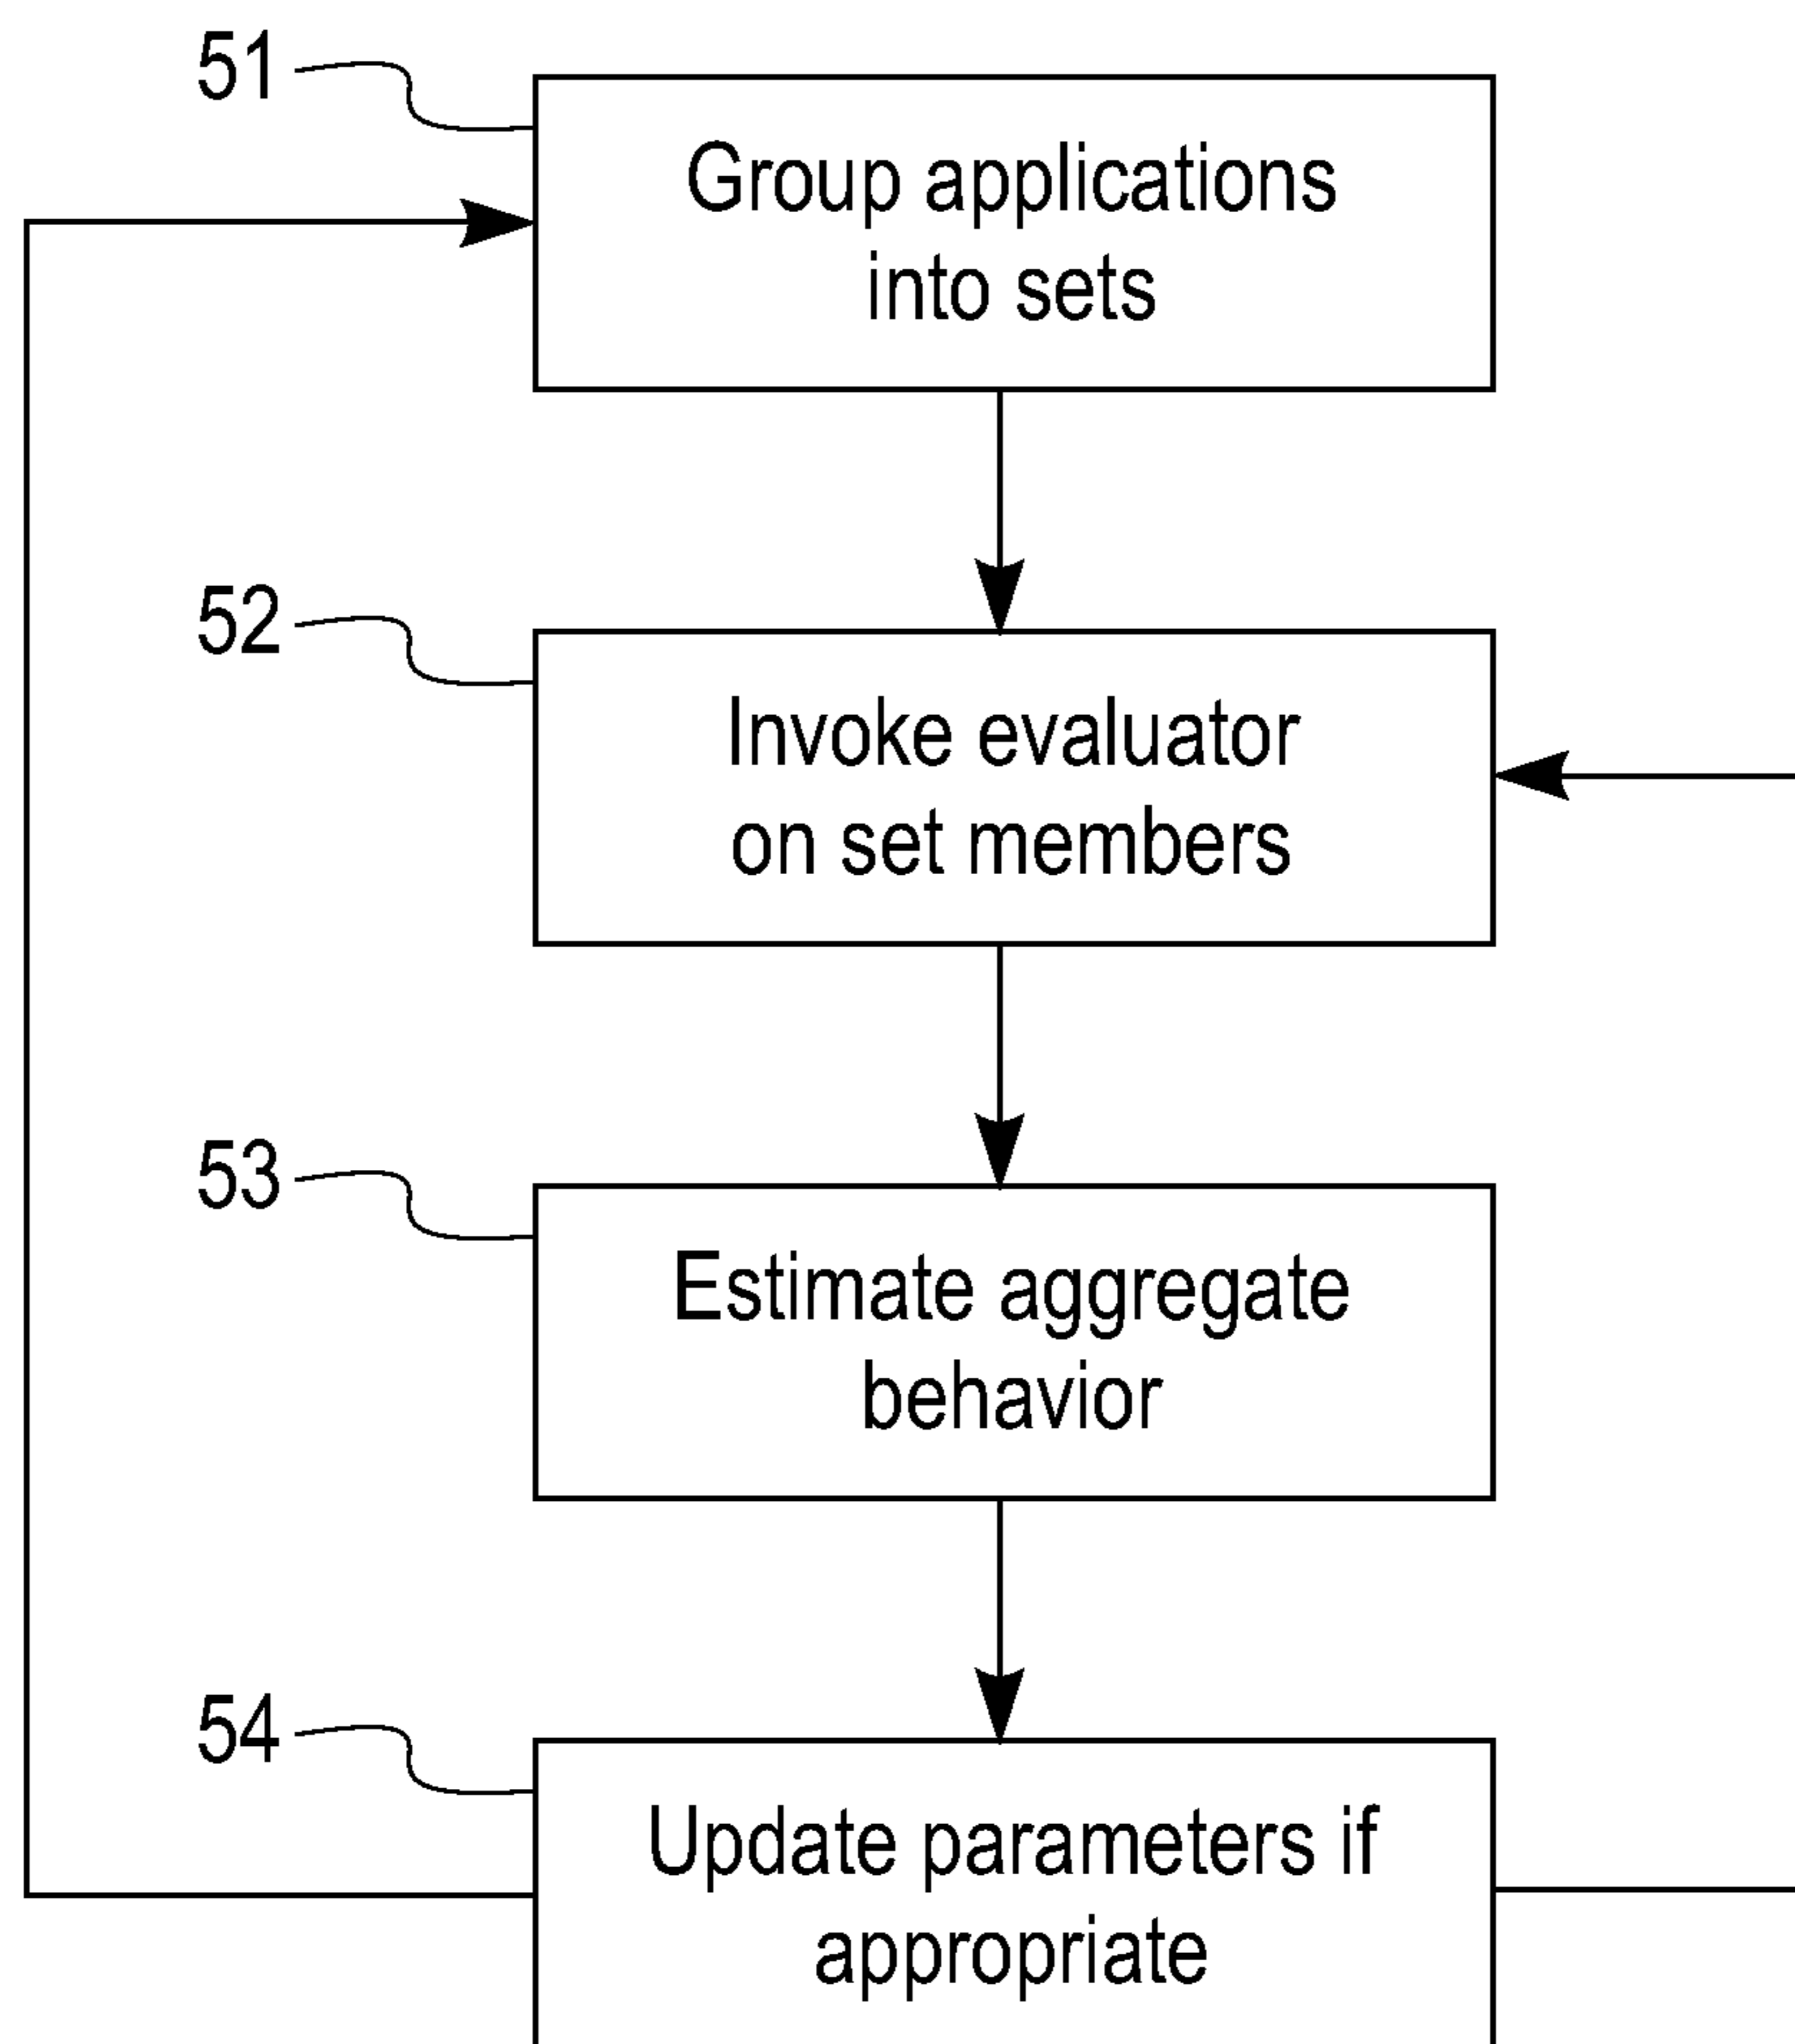 51
Group applications
into sets
52
Invoke evaluator
on set members
53
Estimate aggregate
behavior
54
Update parameters if
appropriate